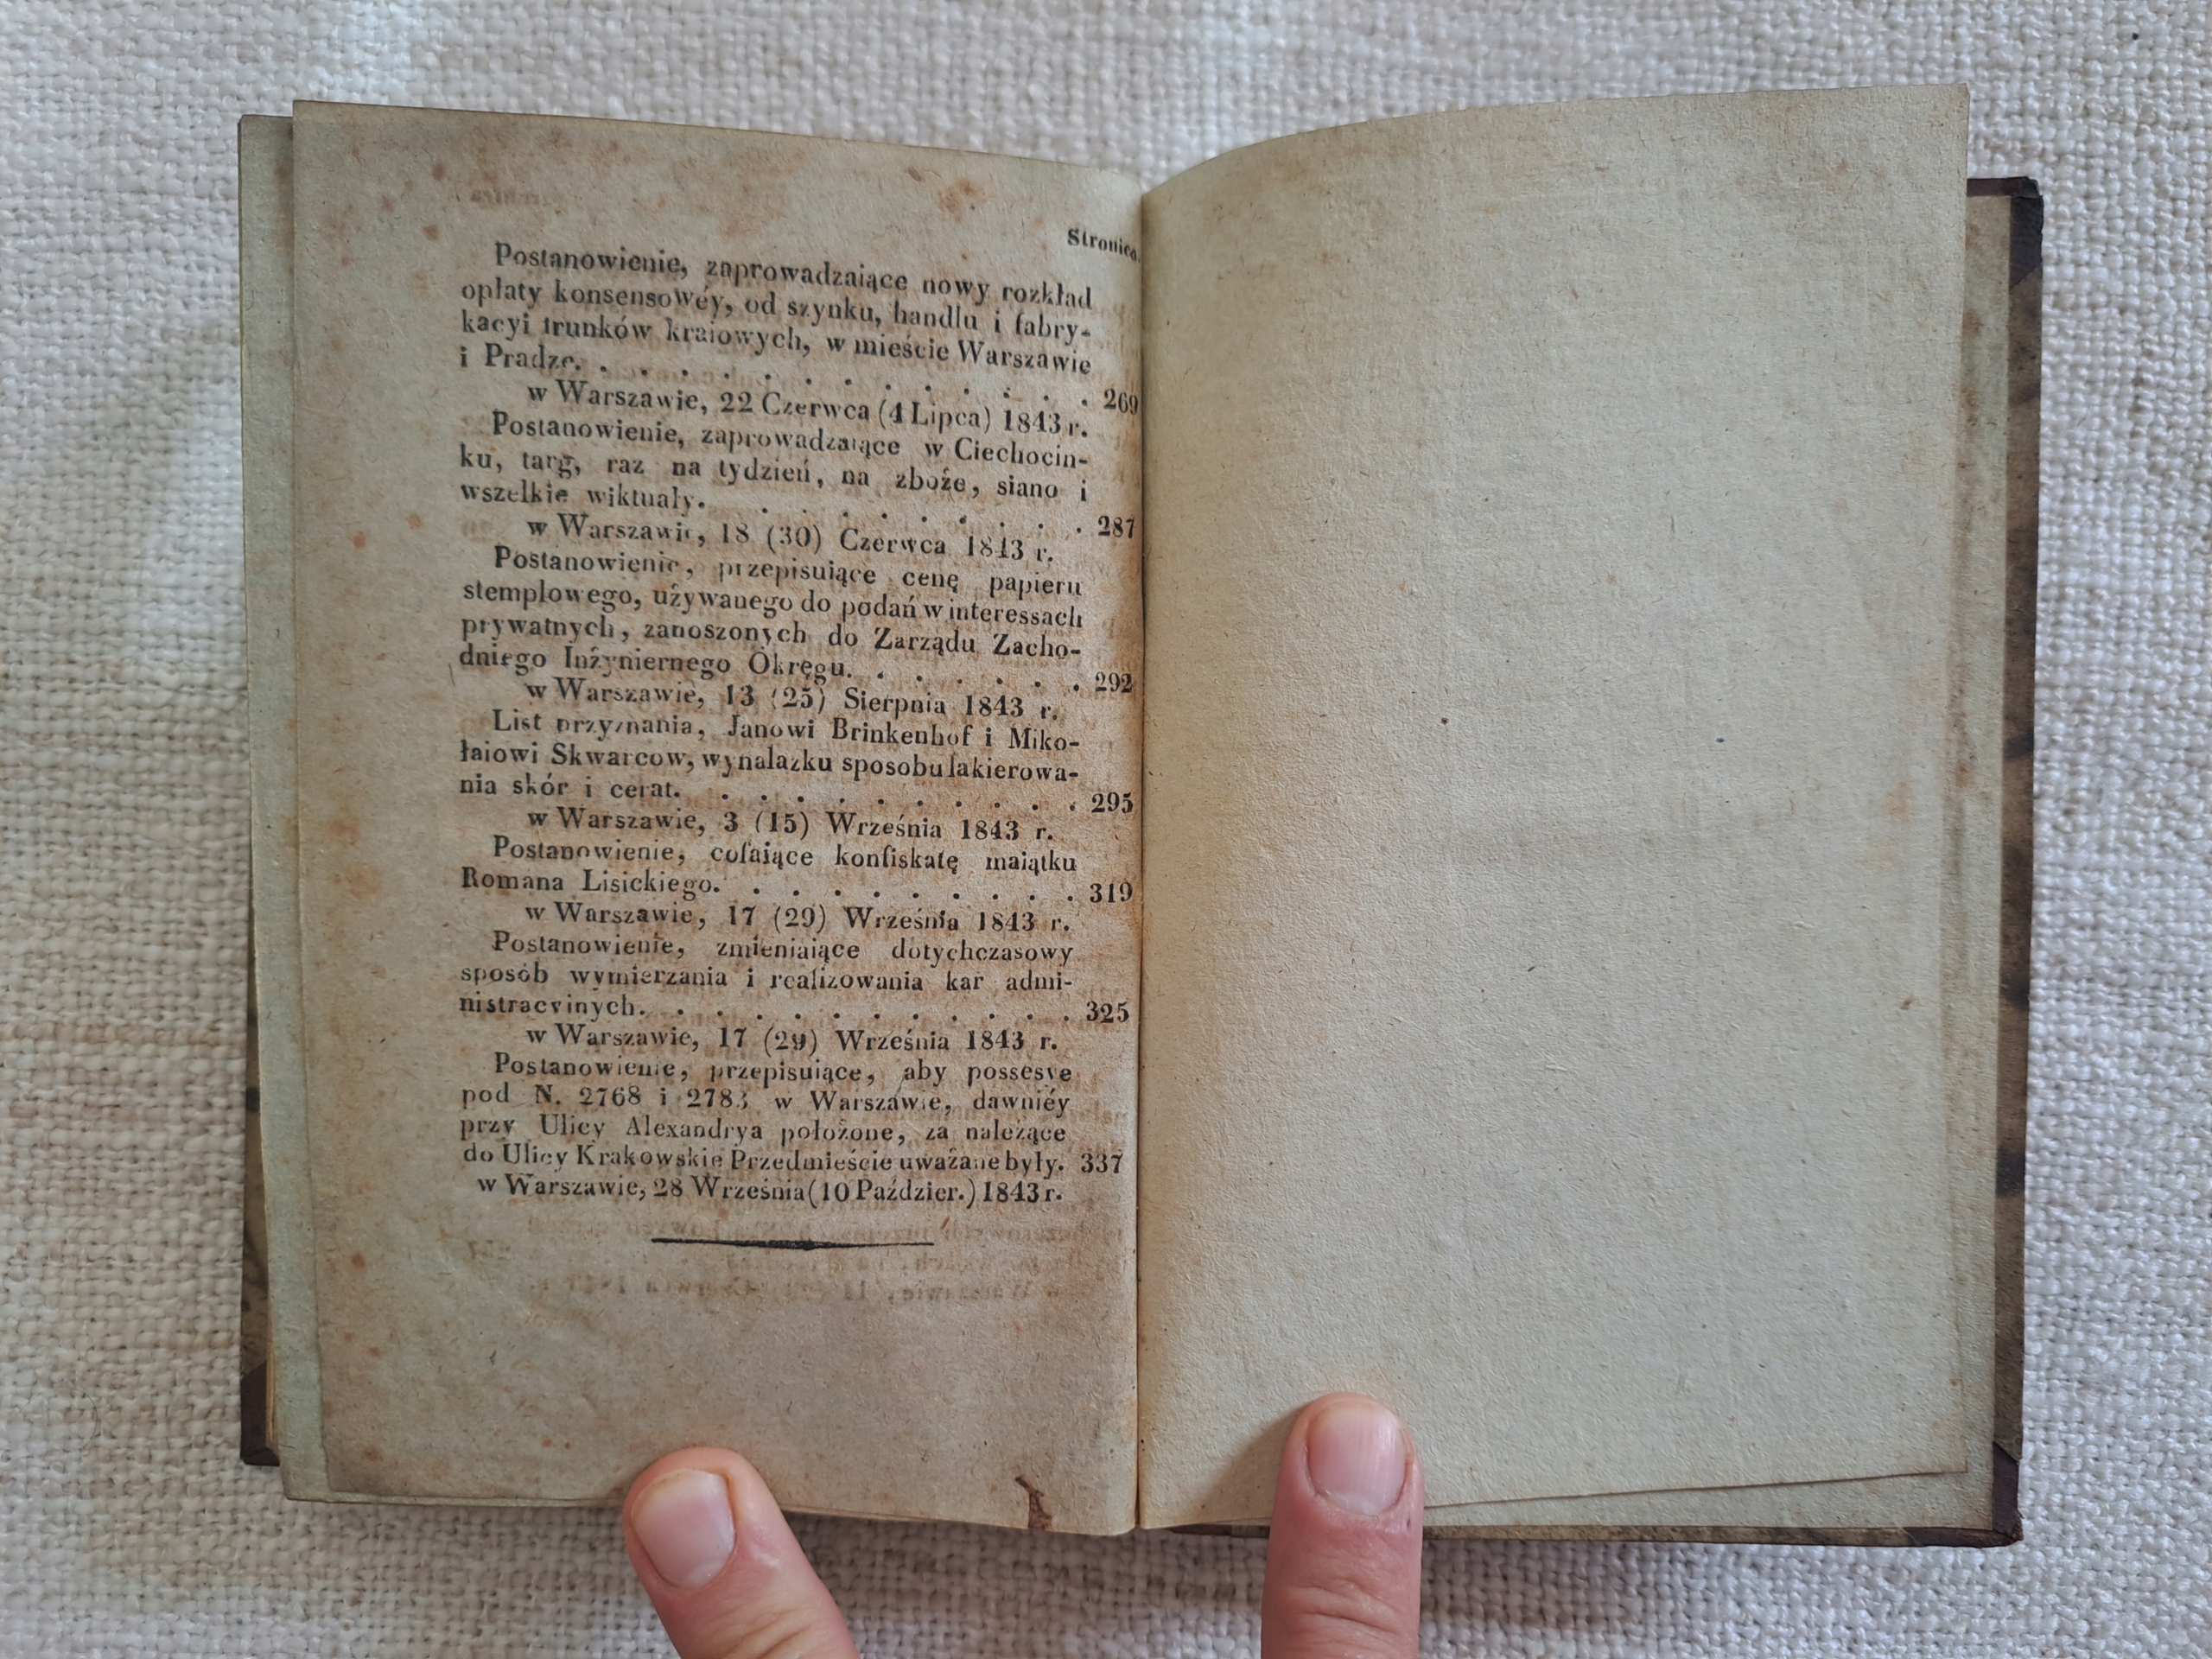 Stronica.
Postanowienie, zaprowadzaiące nowy rozkład
opłaty konsensowéy, od szynku, handlu i fabry-
kacyi trunków kraiowych, w mieście Warszawie
i Pradze. . . . . . . . . . . . . . 269
w Warszawie, 22 Czerwca (4 Lipca) 1843 r.
Postanowienie, zaprowadzaiące w Ciechocin-
ku, targ, raz na tydzień, na zboże, siano i
wszelkie wiktuały. . . . . . . . . . 287
w Warszawie, 18 (30) Czerwca 1843 r.
Postanowienie, przepisuiące cenę papieru
stemplowego, używanego do podań w interessach
prywatnych, zanoszonych do Zarządu Zacho-
dniego Inżyniernego Okręgu. . . . . . . 292
w Warszawie, 13 (25) Sierpnia 1843 r.
List przyznania, Janowi Brinkenhof i Miko-
łaiowi Skwarcow, wynalazku sposobu lakierowa-
nia skór i cerat. . . . . . . . . . . 295
w Warszawie, 3 (15) Września 1843 r.
Postanowienie, cofaiące konfiskatę maiątku
Romana Lisickiego. . . . . . . . . . 319
w Warszawie, 17 (29) Września 1843 r.
Postanowienie, zmieniaiące dotychczasowy
sposób wymierzania i realizowania kar admi-
nistracyinych. . . . . . . . . . . . 325
w Warszawie, 17 (29) Września 1843 r.
Postanowienie, przepisuiące, aby possesye
pod N. 2768 i 2783 w Warszawie, dawniéy
przy Ulicy Alexandrya położone, za należące
do Ulicy Krakowskie Przedmieście uważane były. 337
w Warszawie, 28 Września (10 Paździer.) 1843 r.